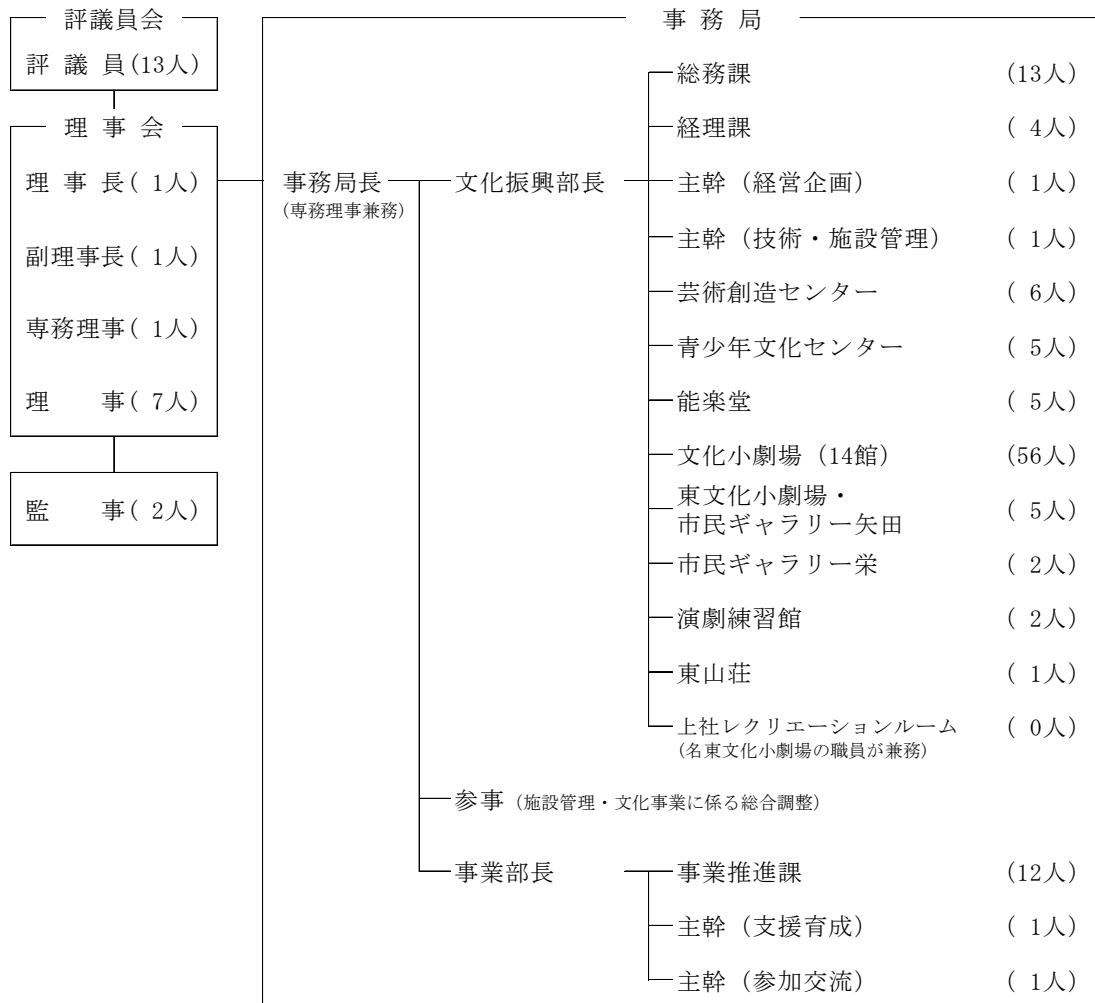 評議員会
評 議 員(13人)
理 事 会
理 事 長( 1人)
副理事長( 1人)
専務理事( 1人)
理　　事( 7人)
監　　事( 2人)
事 務 局
事務局長
(専務理事兼務)
文化振興部長
総務課 (13人)
経理課 ( 4人)
主幹（経営企画） ( 1人)
主幹（技術・施設管理） ( 1人)
芸術創造センター ( 6人)
青少年文化センター ( 5人)
能楽堂 ( 5人)
文化小劇場（14館） (56人)
東文化小劇場・
市民ギャラリー矢田 ( 5人)
市民ギャラリー栄 ( 2人)
演劇練習館 ( 2人)
東山荘 ( 1人)
上社レクリエーションルーム ( 0人)
(名東文化小劇場の職員が兼務)
参事（施設管理・文化事業に係る総合調整）
事業部長
事業推進課 (12人)
主幹（支援育成） ( 1人)
主幹（参加交流） ( 1人)